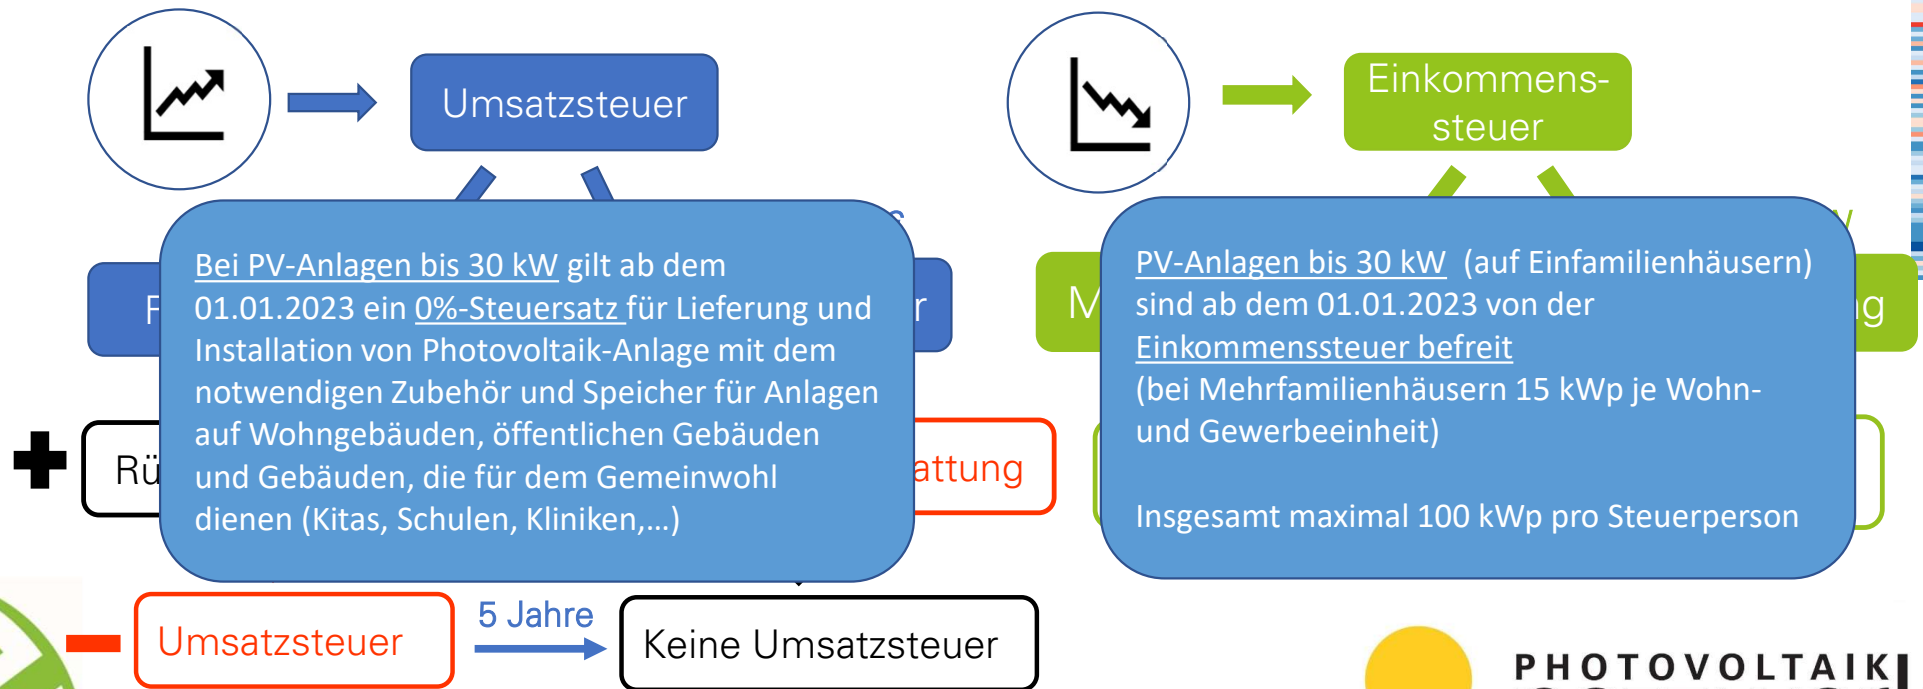 Umsatzsteuer
Einkommens-
steuer
Bei PV-Anlagen bis 30 kW gilt ab dem
01.01.2023 ein 0%-Steuersatz für Lieferung und
Installation von Photovoltaik-Anlage mit dem
notwendigen Zubehör und Speicher für Anlagen
auf Wohngebäuden, öffentlichen Gebäuden
und Gebäuden, die für dem Gemeinwohl
dienen (Kitas, Schulen, Kliniken,...)
PV-Anlagen bis 30 kW (auf Einfamilienhäusern)
sind ab dem 01.01.2023 von der
Einkommenssteuer befreit
(bei Mehrfamilienhäusern 15 kWp je Wohn-
und Gewerbeeinheit)
Insgesamt maximal 100 kWp pro Steuerperson
Umsatzsteuer
5 Jahre
Keine Umsatzsteuer
PHOTOVOLTAIK